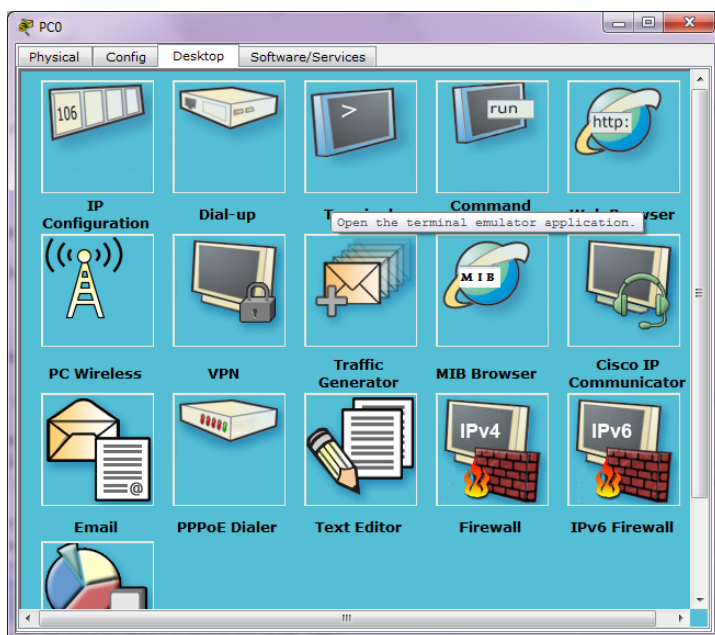 PC0
Physical Config Desktop Software/Services
106
>
run
http:
IP
Configuration
Dial-up
Command
Open the terminal emulator application.
MIB
PC Wireless
VPN
Traffic
Generator
MIB Browser
Cisco IP
Communicator
@
IPv4
IPv6
Email
PPPoE Dialer
Text Editor
Firewall
IPv6 Firewall